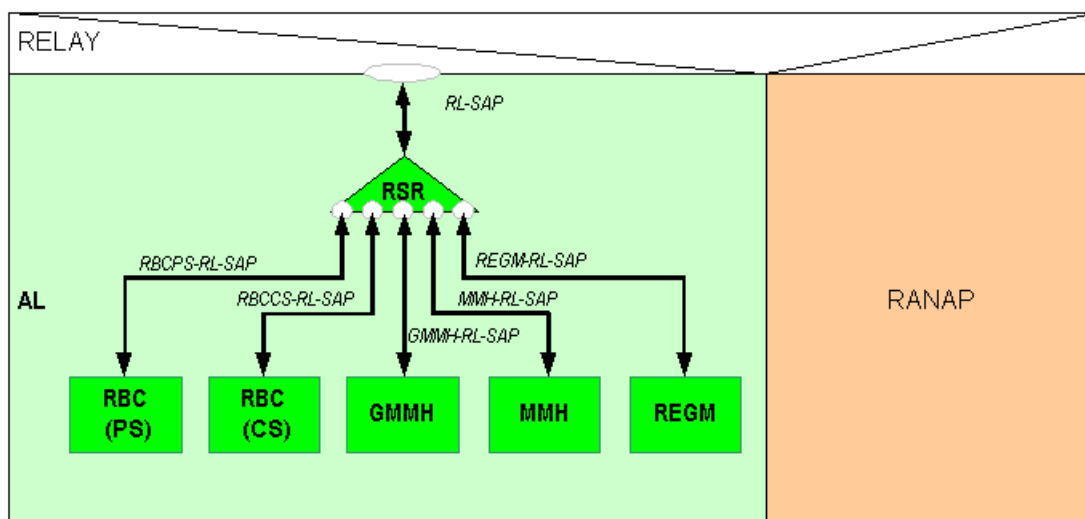 RELAY
RL-SAP
RSR
RBCPS-RL-SAP
REGM-RL-SAP
RBCCS-RL-SAP
MMH-RL-SAP
AL
RANAP
GMMH-RL-SAP
RBC
(PS)
RBC
(CS)
GMMH
MMH
REGM